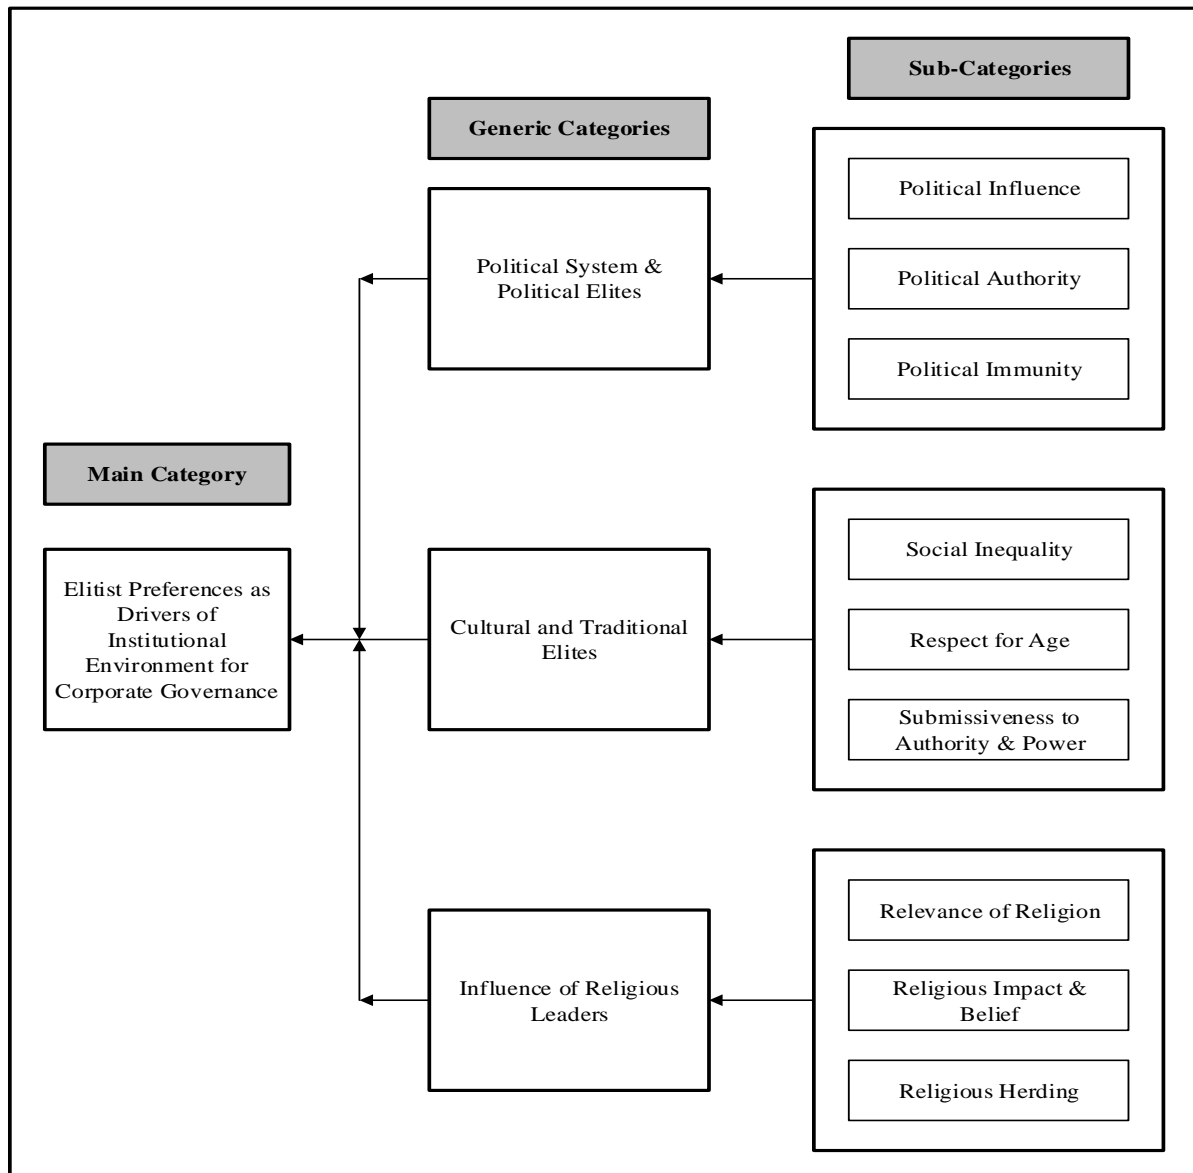 Sub-Categories
Generic Categories
Political Influence
Political System &
Political Elites
Political Authority
Political Immunity
Main Category
Elitist Preferences as
Drivers of
Institutional
Environment for
Corporate Governance
Cultural and Traditional
Elites
Social Inequality
Respect for Age
Submissiveness to
Authority & Power
Influence of Religious
Leaders
Relevance of Religion
Religious Impact &
Belief
Religious Herding